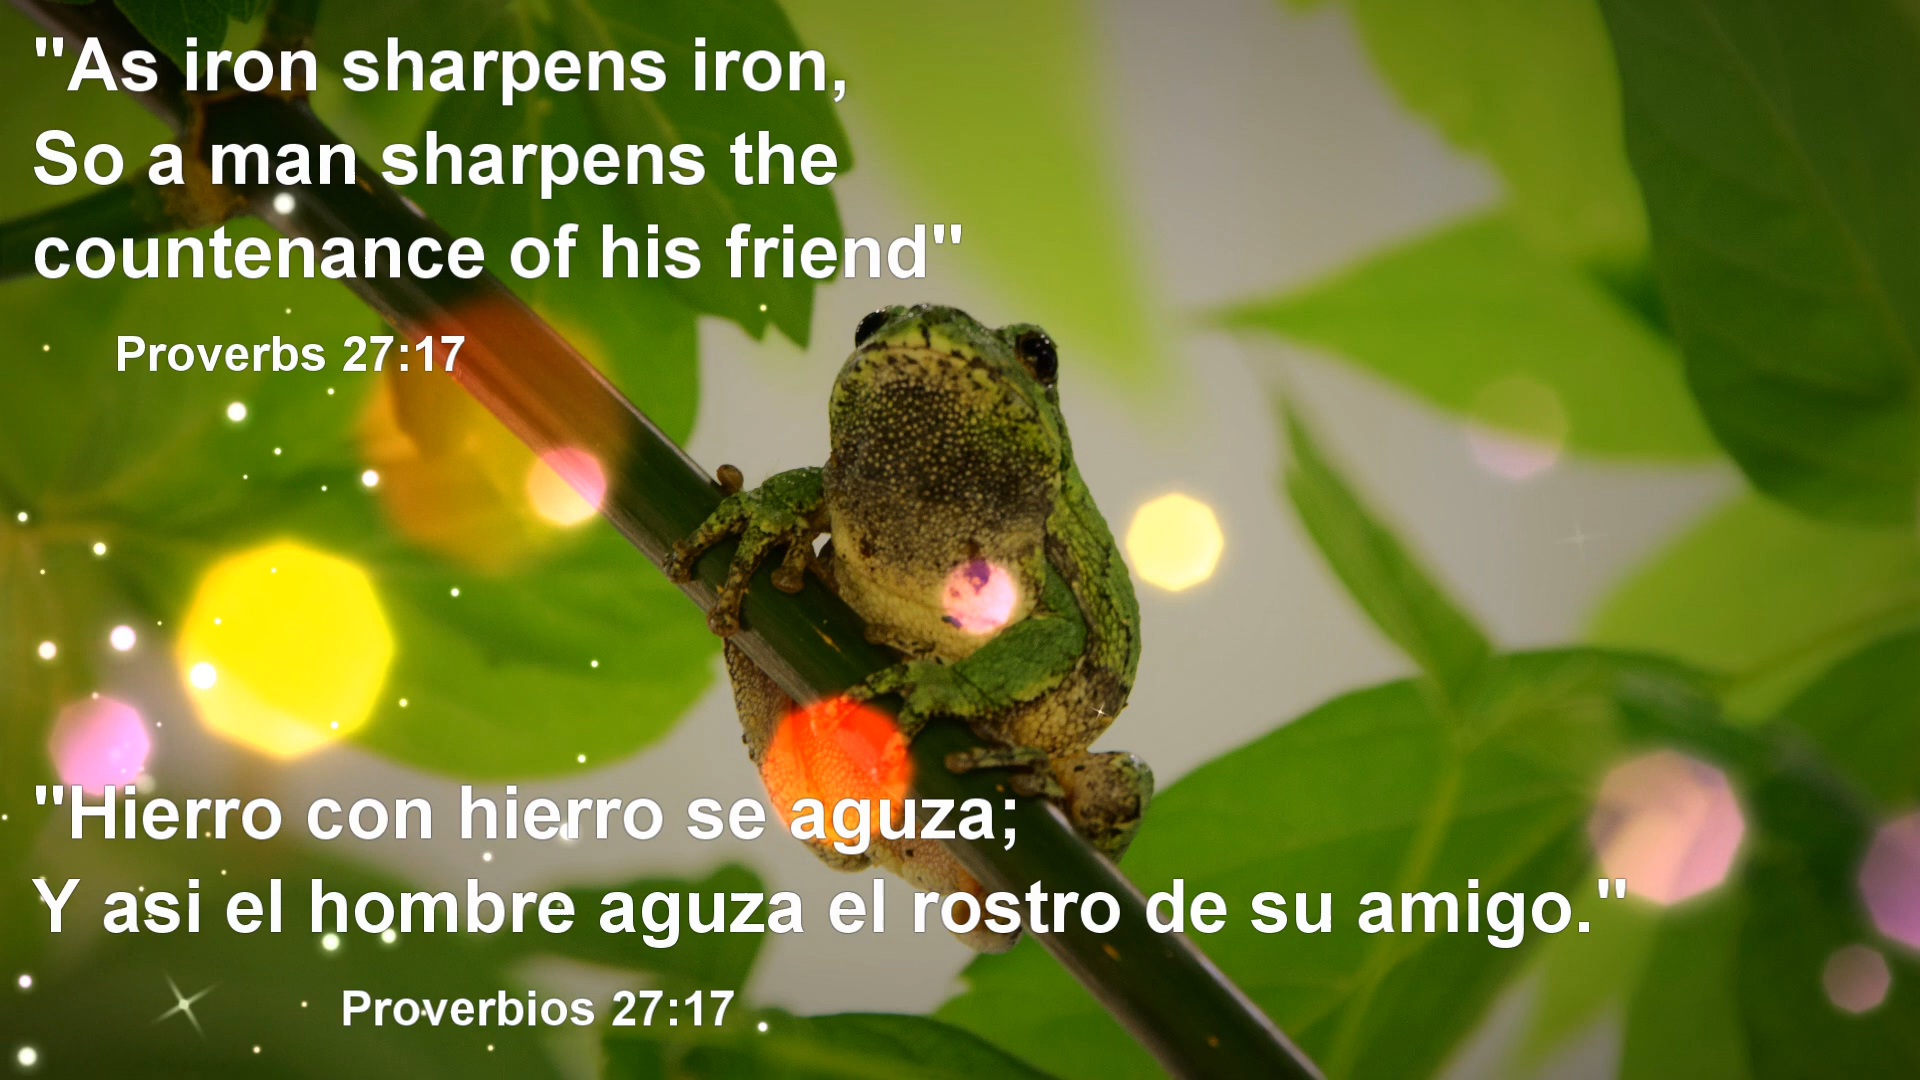 "As iron sharpens iron,
So a man sharpens the
countenance of his friend"
Proverbs 27:17
"Hierro con hierro se aguza;
Y asi el hombre aguza el rostro de su amigo."
Proverbios 27:17